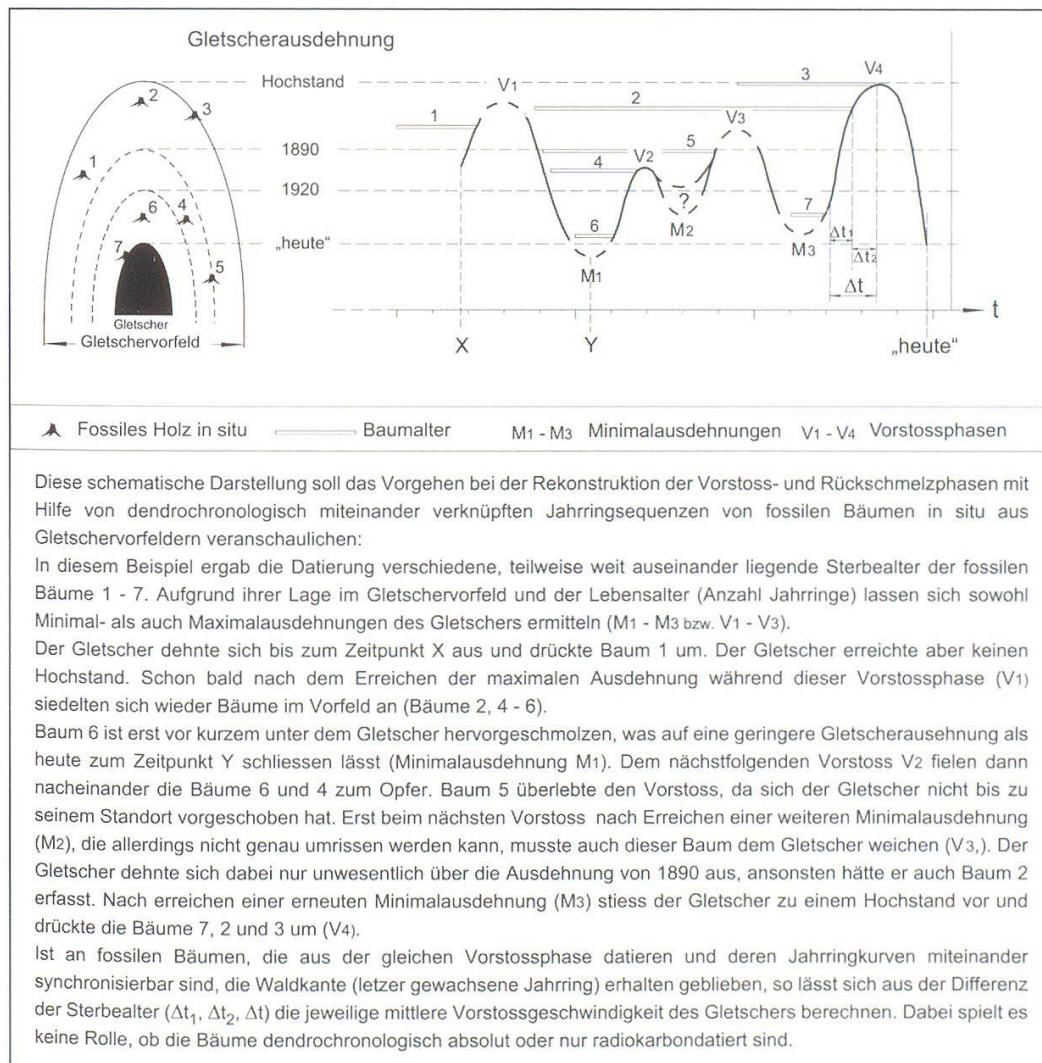 Gletscherausdehnung
Hochstand
1890
1920
„heute“
1
2
3
4
5
6
7
Gletscher
Gletschervorfeld
V1
V2
V3
V4
1
2
3
4
5
6
7
?
M1
M2
M3
Δt1
Δt2
Δt
t
X
Y
„heute“
Fossiles Holz in situ
Baumalter
M1 - M3 Minimalausdehnungen
V1 - V4 Vorstossphasen
Diese schematische Darstellung soll das Vorgehen bei der Rekonstruktion der Vorstoss- und Rückschmelzphasen mit
Hilfe von dendrochronologisch miteinander verknüpften Jahrringsequenzen von fossilen Bäumen in situ aus
Gletschervorfeldern veranschaulichen:
In diesem Beispiel ergab die Datierung verschiedene, teilweise weit auseinander liegende Sterbealter der fossilen
Bäume 1 - 7. Aufgrund ihrer Lage im Gletschervorfeld und der Lebensalter (Anzahl Jahrringe) lassen sich sowohl
Minimal- als auch Maximalausdehnungen des Gletschers ermitteln (M1 - M3 bzw. V1 - V3).
Der Gletscher dehnte sich bis zum Zeitpunkt X aus und drückte Baum 1 um. Der Gletscher erreichte aber keinen
Hochstand. Schon bald nach dem Erreichen der maximalen Ausdehnung während dieser Vorstossphase (V1)
siedelten sich wieder Bäume im Vorfeld an (Bäume 2, 4 - 6).
Baum 6 ist erst vor kurzem unter dem Gletscher hervorgeschmolzen, was auf eine geringere Gletscherausehnung als
heute zum Zeitpunkt Y schliessen lässt (Minimalausdehnung M1). Dem nächstfolgenden Vorstoss V2 fielen dann
nacheinander die Bäume 6 und 4 zum Opfer. Baum 5 überlebte den Vorstoss, da sich der Gletscher nicht bis zu
seinem Standort vorgeschoben hat. Erst beim nächsten Vorstoss nach Erreichen einer weiteren Minimalausdehnung
(M2), die allerdings nicht genau umrissen werden kann, musste auch dieser Baum dem Gletscher weichen (V3,). Der
Gletscher dehnte sich dabei nur unwesentlich über die Ausdehnung von 1890 aus, ansonsten hätte er auch Baum 2
erfasst. Nach erreichen einer erneuten Minimalausdehnung (M3) stiess der Gletscher zu einem Hochstand vor und
drückte die Bäume 7, 2 und 3 um (V4).
Ist an fossilen Bäumen, die aus der gleichen Vorstossphase datieren und deren Jahrringkurven miteinander
synchronisierbar sind, die Waldkante (letzer gewachsene Jahrring) erhalten geblieben, so lässt sich aus der Differenz
der Sterbealter (Δt1, Δt2, Δt) die jeweilige mittlere Vorstossgeschwindigkeit des Gletschers berechnen. Dabei spielt es
keine Rolle, ob die Bäume dendrochronologisch absolut oder nur radiokarbondatiert sind.